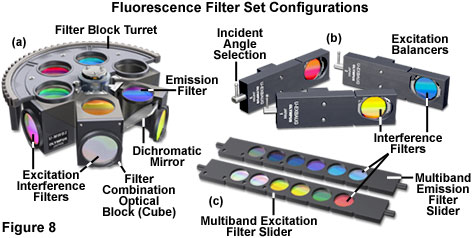 Fluorescence Filter Set Configurations
(a)
Filter Block Turret
Emission
Filter
Dichromatic
Mirror
Excitation
Interference
Filters
Filter
Combination
Optical
Block (Cube)
Incident
Angle
Selection
(b)
Excitation
Balancers
Interference
Filters
Multiband
Emission
Filter
Slider
(c)
Multiband Excitation
Filter Slider
Figure 8